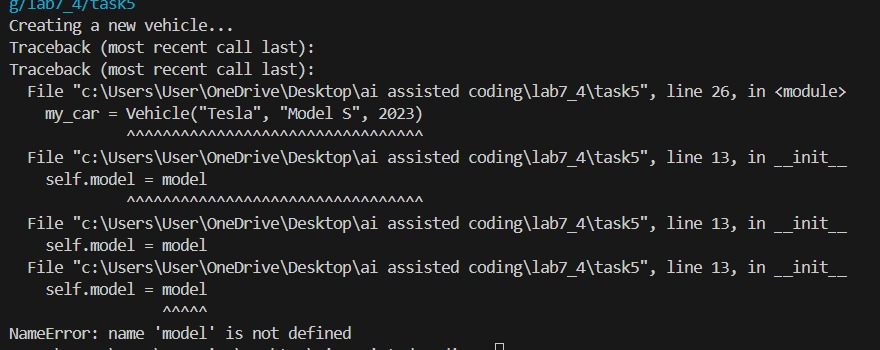 g/lab7_4/task5
Creating a new vehicle...
Traceback (most recent call last):
Traceback (most recent call last):
  File "c:\Users\User\OneDrive\Desktop\ai assisted coding\lab7_4\task5", line 26, in <module>
    my_car = Vehicle("Tesla", "Model S", 2023)
             ^^^^^^^^^^^^^^^^^^^^^^^^^^^^^^^^^
  File "c:\Users\User\OneDrive\Desktop\ai assisted coding\lab7_4\task5", line 13, in __init__
    self.model = model
             ^^^^^^^^^^^^^^^^^^^^^^^^^^^^^^^^^
  File "c:\Users\User\OneDrive\Desktop\ai assisted coding\lab7_4\task5", line 13, in __init__
    self.model = model
  File "c:\Users\User\OneDrive\Desktop\ai assisted coding\lab7_4\task5", line 13, in __init__
    self.model = model
                 ^^^^^
NameError: name 'model' is not defined